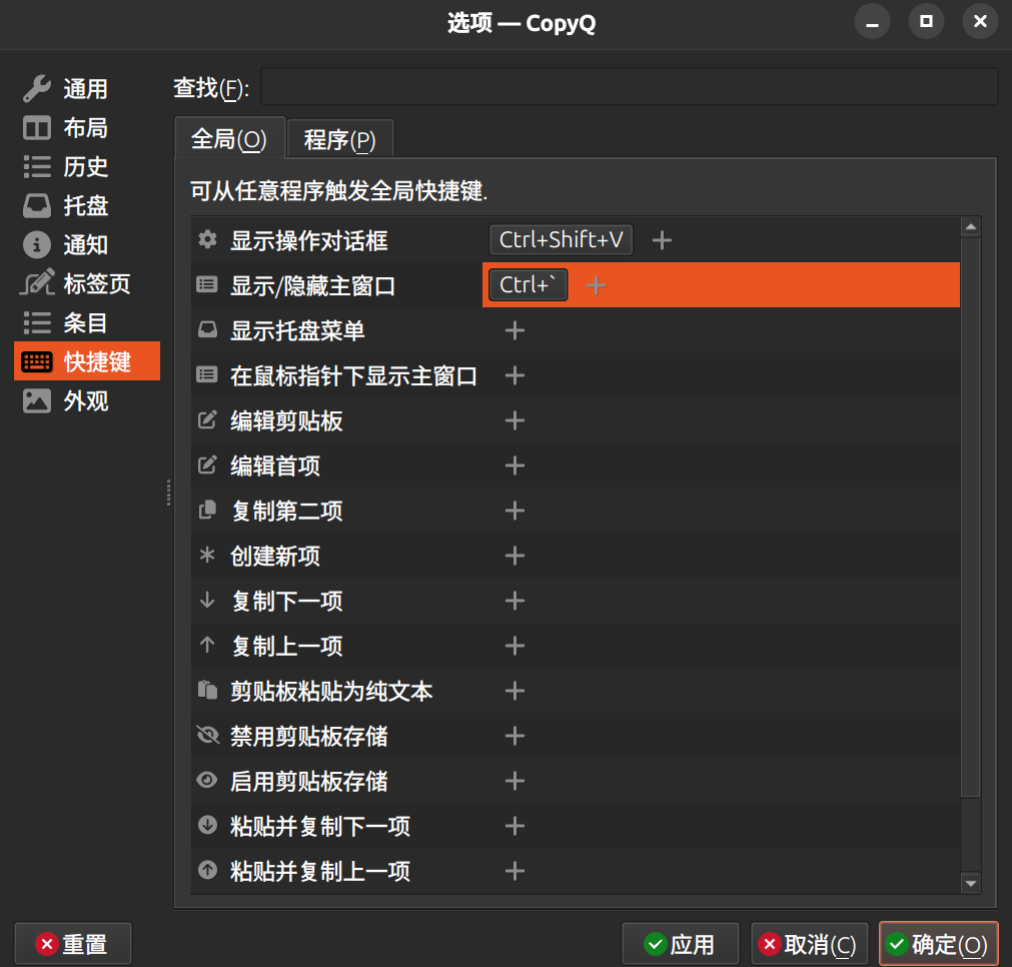 选项 — CopyQ
通用
布局
历史
托盘
通知
标签页
条目
快捷键
外观
查找(F):
全局(O) 程序(P)
可从任意程序触发全局快捷键.
显示操作对话框 Ctrl+Shift+V +
显示/隐藏主窗口 Ctrl+` +
显示托盘菜单 +
在鼠标指针下显示主窗口 +
编辑剪贴板 +
编辑首项 +
复制第二项 +
创建新项 +
复制下一项 +
复制上一项 +
剪贴板粘贴为纯文本 +
禁用剪贴板存储 +
启用剪贴板存储 +
粘贴并复制下一项 +
粘贴并复制上一项 +
重置 应用 取消(C) 确定(O)